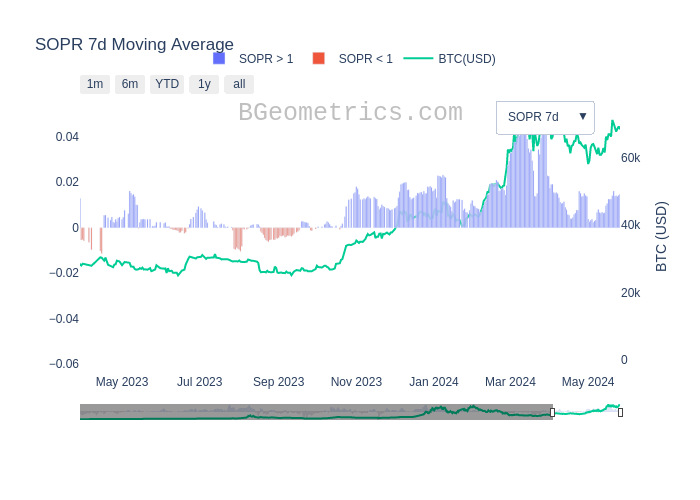 SOPR 7d Moving Average
SOPR > 1
SOPR < 1
BTC(USD)
1m
6m
YTD
1y
all
BGeometrics.com
SOPR 7d ▼
0.04
0.02
0
−0.02
−0.04
−0.06
60k
40k
20k
0
BTC (USD)
May 2023
Jul 2023
Sep 2023
Nov 2023
Jan 2024
Mar 2024
May 2024